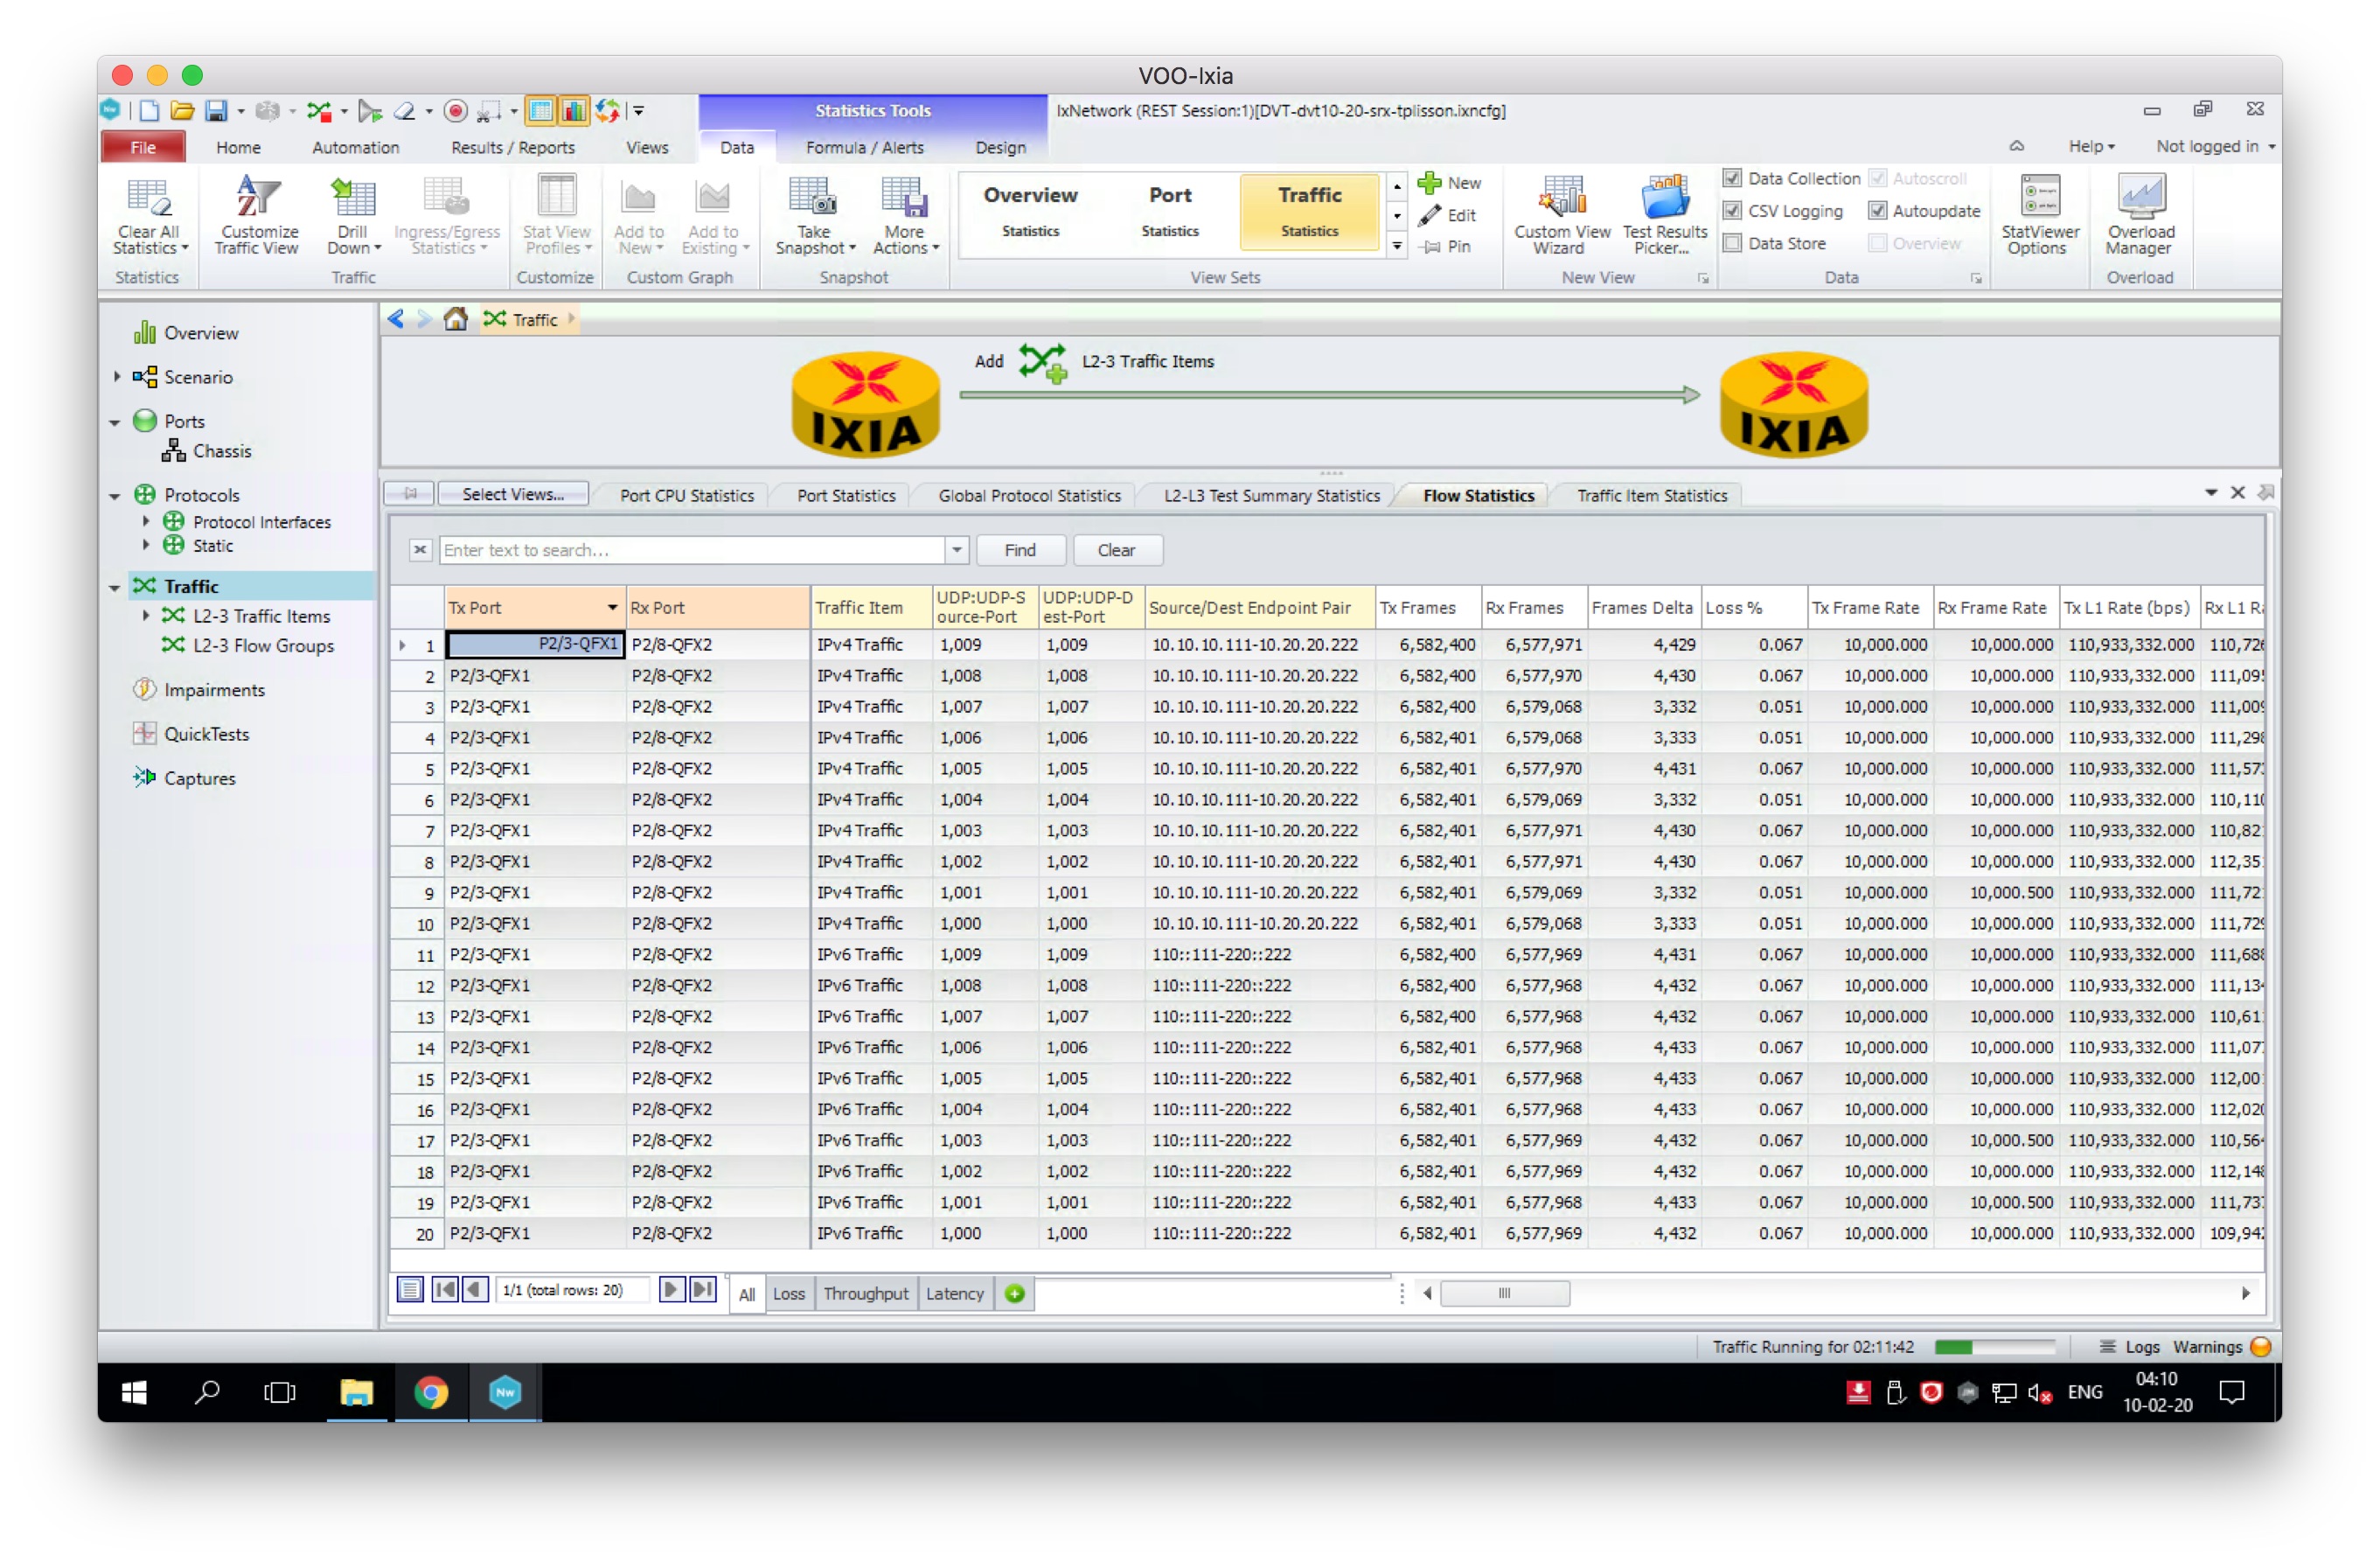 VOO-Ixia
Statistics Tools
IxNetwork (REST Session:1)[DVT-dvt10-20-srx-tplisson.ixncfg]
File Home Automation Results / Reports Views Data Formula / Alerts Design Help Not logged in
Clear All Statistics
Customize Traffic View
Drill Down
Ingress/Egress Statistics
Stat View Profiles
Add to New
Add to Existing
Take Snapshot
More Actions
Overview Statistics
Port Statistics
Traffic Statistics
New
Edit
Pin
Custom View Wizard
Test Results Picker...
Data Collection Autoscroll
CSV Logging Autoupdate
Data Store Overview
StatViewer Options
Overload Manager
Statistics Traffic Customize Custom Graph Snapshot View Sets New View Data Overload
Overview
Scenario
Ports
Chassis
Protocols
Protocol Interfaces
Static
Traffic
L2-3 Traffic Items
L2-3 Flow Groups
Impairments
QuickTests
Captures
Traffic
Add L2-3 Traffic Items
IXIA IXIA
Select Views... Port CPU Statistics Port Statistics Global Protocol Statistics L2-L3 Test Summary Statistics Flow Statistics Traffic Item Statistics
Enter text to search... Find Clear
Tx Port Rx Port Traffic Item UDP:UDP-Source-Port UDP:UDP-Dest-Port Source/Dest Endpoint Pair Tx Frames Rx Frames Frames Delta Loss % Tx Frame Rate Rx Frame Rate Tx L1 Rate (bps) Rx L1
1 P2/3-QFX1 P2/8-QFX2 IPv4 Traffic 1,009 1,009 10.10.10.111-10.20.20.222 6,582,400 6,577,971 4,429 0.067 10,000.000 10,000.000 110,933,332.000 110,726
2 P2/3-QFX1 P2/8-QFX2 IPv4 Traffic 1,008 1,008 10.10.10.111-10.20.20.222 6,582,400 6,577,970 4,430 0.067 10,000.000 10,000.000 110,933,332.000 111,095
3 P2/3-QFX1 P2/8-QFX2 IPv4 Traffic 1,007 1,007 10.10.10.111-10.20.20.222 6,582,400 6,579,068 3,332 0.051 10,000.000 10,000.000 110,933,332.000 111,009
4 P2/3-QFX1 P2/8-QFX2 IPv4 Traffic 1,006 1,006 10.10.10.111-10.20.20.222 6,582,401 6,579,068 3,333 0.051 10,000.000 10,000.000 110,933,332.000 111,298
5 P2/3-QFX1 P2/8-QFX2 IPv4 Traffic 1,005 1,005 10.10.10.111-10.20.20.222 6,582,401 6,577,970 4,431 0.067 10,000.000 10,000.000 110,933,332.000 111,57
6 P2/3-QFX1 P2/8-QFX2 IPv4 Traffic 1,004 1,004 10.10.10.111-10.20.20.222 6,582,401 6,579,069 3,332 0.051 10,000.000 10,000.000 110,933,332.000 110,110
7 P2/3-QFX1 P2/8-QFX2 IPv4 Traffic 1,003 1,003 10.10.10.111-10.20.20.222 6,582,401 6,577,971 4,430 0.067 10,000.000 10,000.000 110,933,332.000 110,82
8 P2/3-QFX1 P2/8-QFX2 IPv4 Traffic 1,002 1,002 10.10.10.111-10.20.20.222 6,582,401 6,577,971 4,430 0.067 10,000.000 10,000.000 110,933,332.000 112,35
9 P2/3-QFX1 P2/8-QFX2 IPv4 Traffic 1,001 1,001 10.10.10.111-10.20.20.222 6,582,401 6,579,069 3,332 0.051 10,000.000 10,000.500 110,933,332.000 111,72
10 P2/3-QFX1 P2/8-QFX2 IPv4 Traffic 1,000 1,000 10.10.10.111-10.20.20.222 6,582,401 6,579,068 3,333 0.051 10,000.000 10,000.000 110,933,332.000 111,729
11 P2/3-QFX1 P2/8-QFX2 IPv6 Traffic 1,009 1,009 110::111-220::222 6,582,400 6,577,969 4,431 0.067 10,000.000 10,000.000 110,933,332.000 111,688
12 P2/3-QFX1 P2/8-QFX2 IPv6 Traffic 1,008 1,008 110::111-220::222 6,582,400 6,577,968 4,432 0.067 10,000.000 10,000.000 110,933,332.000 111,134
13 P2/3-QFX1 P2/8-QFX2 IPv6 Traffic 1,007 1,007 110::111-220::222 6,582,400 6,577,968 4,432 0.067 10,000.000 10,000.000 110,933,332.000 110,61
14 P2/3-QFX1 P2/8-QFX2 IPv6 Traffic 1,006 1,006 110::111-220::222 6,582,401 6,577,968 4,433 0.067 10,000.000 10,000.000 110,933,332.000 111,07
15 P2/3-QFX1 P2/8-QFX2 IPv6 Traffic 1,005 1,005 110::111-220::222 6,582,401 6,577,968 4,433 0.067 10,000.000 10,000.000 110,933,332.000 112,00
16 P2/3-QFX1 P2/8-QFX2 IPv6 Traffic 1,004 1,004 110::111-220::222 6,582,401 6,577,968 4,433 0.067 10,000.000 10,000.000 110,933,332.000 112,020
17 P2/3-QFX1 P2/8-QFX2 IPv6 Traffic 1,003 1,003 110::111-220::222 6,582,401 6,577,969 4,432 0.067 10,000.000 10,000.500 110,933,332.000 110,564
18 P2/3-QFX1 P2/8-QFX2 IPv6 Traffic 1,002 1,002 110::111-220::222 6,582,401 6,577,969 4,432 0.067 10,000.000 10,000.000 110,933,332.000 112,148
19 P2/3-QFX1 P2/8-QFX2 IPv6 Traffic 1,001 1,001 110::111-220::222 6,582,401 6,577,968 4,433 0.067 10,000.000 10,000.500 110,933,332.000 111,73
20 P2/3-QFX1 P2/8-QFX2 IPv6 Traffic 1,000 1,000 110::111-220::222 6,582,401 6,577,969 4,432 0.067 10,000.000 10,000.000 110,933,332.000 109,94
1/1 (total rows: 20) All Loss Throughput Latency
Traffic Running for 02:11:42 Logs Warnings
Nw ENG 04:10
10-02-20